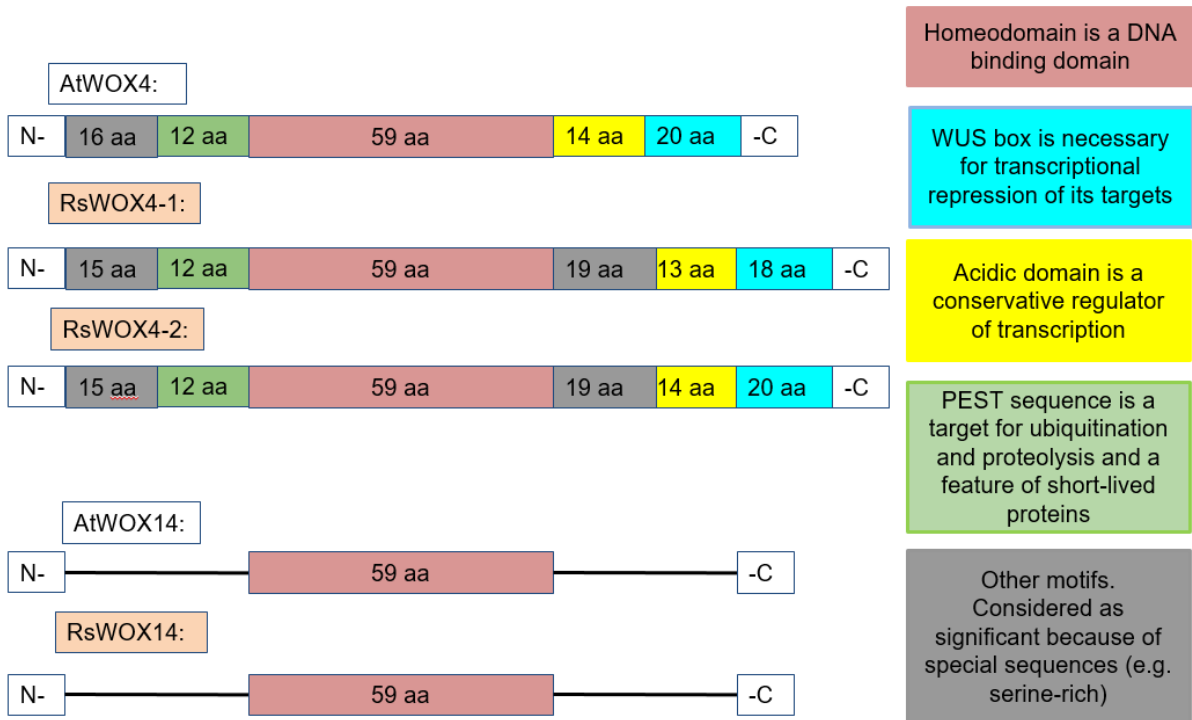 AtWOX4:
N- 16 aa 12 aa 59 aa 14 aa 20 aa -C
RsWOX4-1:
N- 15 aa 12 aa 59 aa 19 aa 13 aa 18 aa -C
RsWOX4-2:
N- 15 aa 12 aa 59 aa 19 aa 14 aa 20 aa -C
AtWOX14:
N- 59 aa -C
RsWOX14:
N- 59 aa -C
Homeodomain is a DNA
binding domain
WUS box is necessary
for transcriptional
repression of its targets
Acidic domain is a
conservative regulator
of transcription
PEST sequence is a
target for ubiquitination
and proteolysis and a
feature of short-lived
proteins
Other motifs.
Considered as
significant because of
special sequences (e.g.
serine-rich)